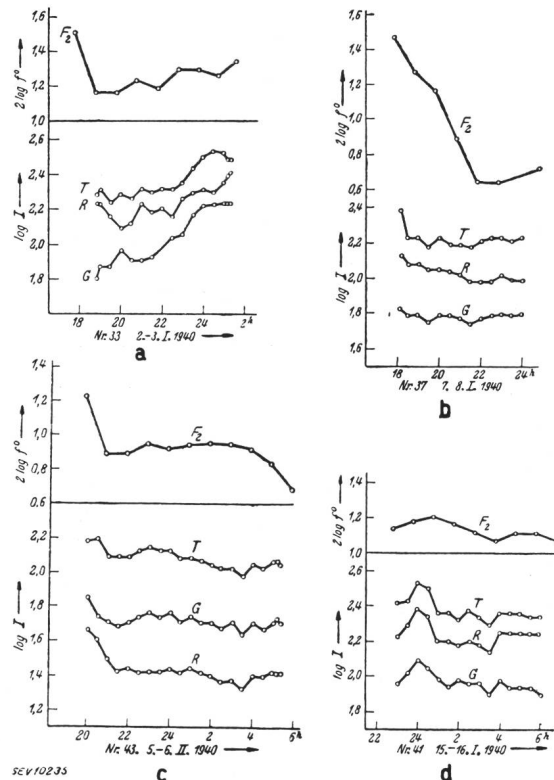 1,6
F₂
1,4
1,2
1,0
2 log f° →
2,6
2,4
2,2
2,0
1,8
log I →
T
R
G
18 20 22 24 2ʰ
Nr. 33 2.-3. I. 1940 →
a
1,6
1,4
1,2
1,0
0,8
0,6
2 log f° →
F₂
2,4
2,2
2,0
1,8
1,6
log I →
T
R
G
18 20 22 24ʰ
Nr. 37 7. 8. I. 1940
b
1,4
1,2
1,0
0,8
0,6
2 log f° →
F₂
2,2
2,0
1,8
1,6
1,4
1,2
log I →
T
G
R
20 22 24 2 4 6ʰ
Nr. 43. 5.-6. II. 1940 →
SEV10235
c
1,4
1,2
1,0
2 log f° →
F₂
2,6
2,4
2,2
2,0
1,8
log I →
T
R
G
22 24 2 4 6ʰ
Nr. 41 15.-16. I. 1940 →
d